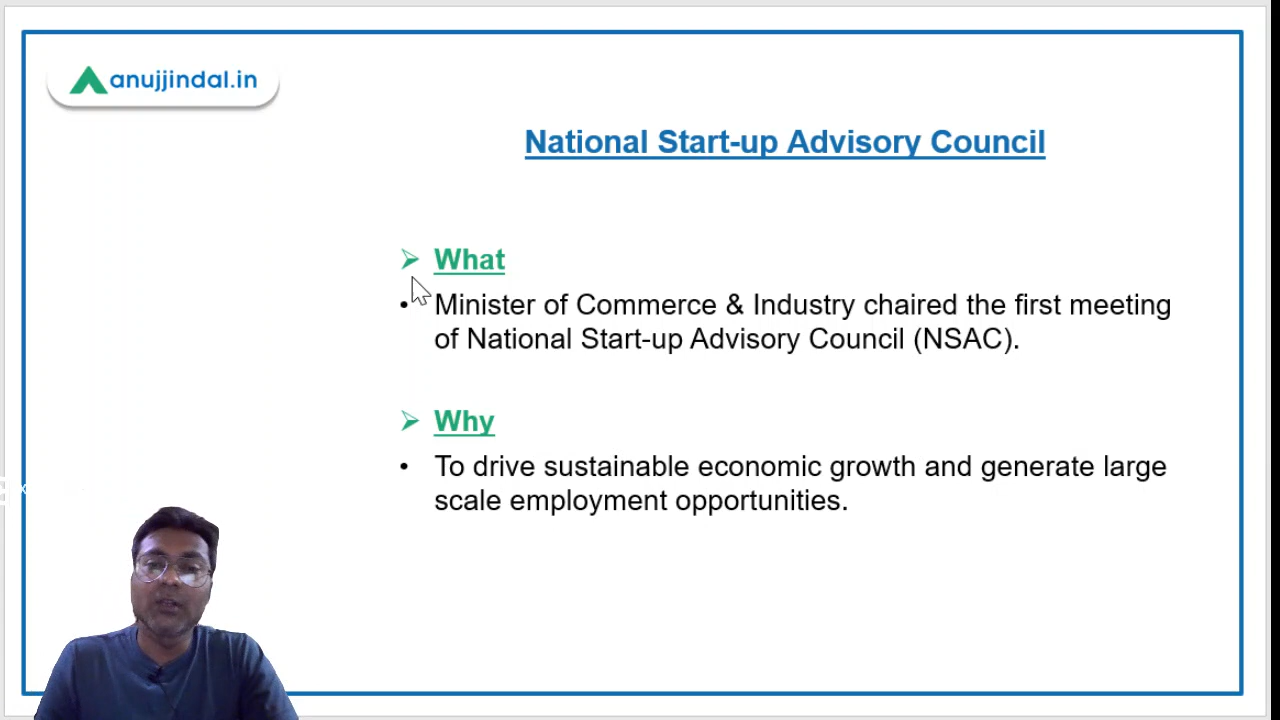 anujjindal.in
National Start-up Advisory Council
➢ What
• Minister of Commerce & Industry chaired the first meeting
of National Start-up Advisory Council (NSAC).
➢ Why
• To drive sustainable economic growth and generate large
scale employment opportunities.